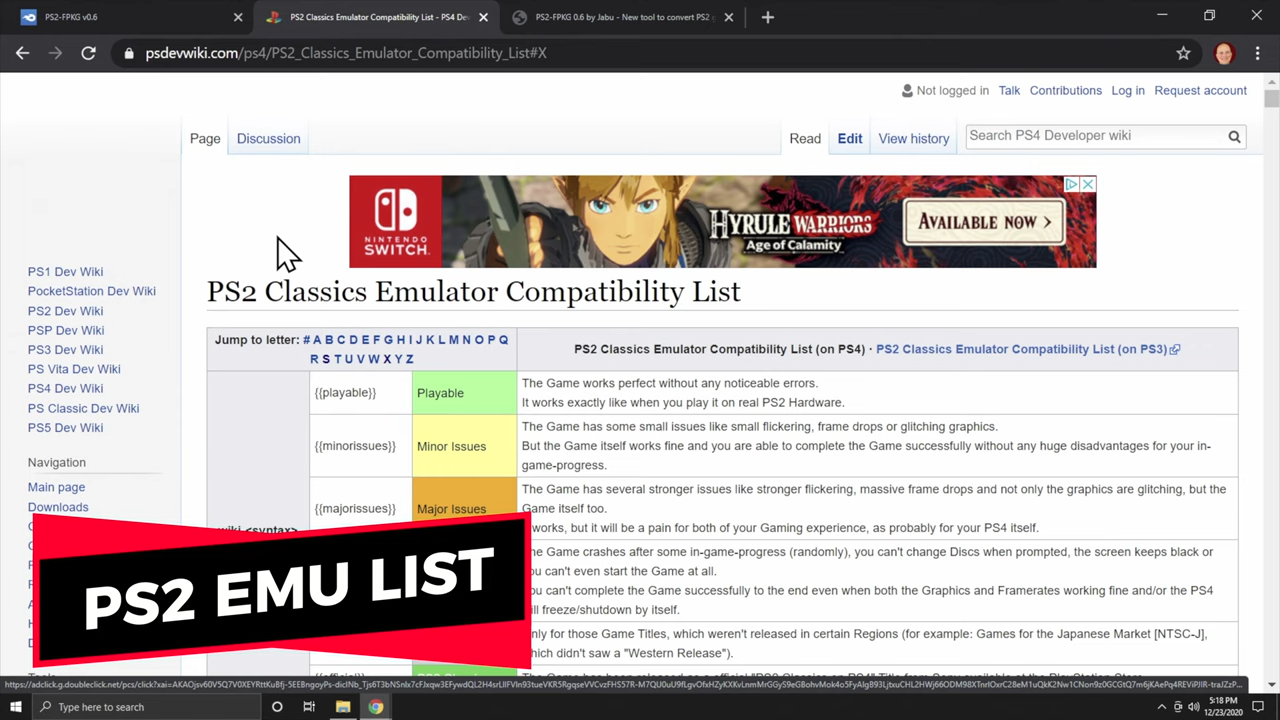 PS2-FPKG v0.6
PS2 Classics Emulator Compatibility List - PS4 De
PS2-FPKG 0.6 by Jabu - New tool to convert PS2 g
psdevwiki.com/ps4/PS2_Classics_Emulator_Compatibility_List#X
Not logged in Talk Contributions Log in Request account
Page Discussion Read Edit View history Search PS4 Developer wiki
NINTENDO
SWITCH
HYRULE WARRIORS
Age of Calamity
AVAILABLE NOW >
PS1 Dev Wiki
PocketStation Dev Wiki
PS2 Dev Wiki
PSP Dev Wiki
PS3 Dev Wiki
PS Vita Dev Wiki
PS4 Dev Wiki
PS Classic Dev Wiki
PS5 Dev Wiki
Navigation
Main page
Downloads
PS2 Classics Emulator Compatibility List
Jump to letter: # A B C D E F G H I J K L M N O P Q
R S T U V W X Y Z
PS2 Classics Emulator Compatibility List (on PS4) · PS2 Classics Emulator Compatibility List (on PS3)
{{playable}} Playable
The Game works perfect without any noticeable errors.
It works exactly like when you play it on real PS2 Hardware.
{{minorissues}} Minor Issues
The Game has some small issues like small flickering, frame drops or glitching graphics.
But the Game itself works fine and you are able to complete the Game successfully without any huge disadvantages for your in-
game-progress.
{{majorissues}} Major Issues
The Game has several stronger issues like stronger flickering, massive frame drops and not only the graphics are glitching, but the
Game itself too.
works, but it will be a pain for both of your Gaming experience, as probably for your PS4 itself.
wiki <syntax>
he Game crashes after some in-game-progress (randomly), you can't change Discs when prompted, the screen keeps black or
ou can't even start the Game at all.
ou can't complete the Game successfully to the end even when both the Graphics and Framerates working fine and/or the PS4
ill freeze/shutdown by itself.
nly for those Game Titles, which weren't released in certain Regions (for example: Games for the Japanese Market [NTSC-J],
hich didn't saw a "Western Release").
PS2 EMU LIST
Type here to search
5:18 PM
12/23/2020